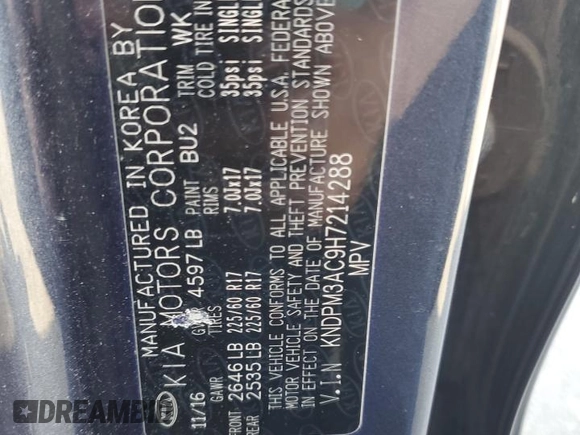 MANUFACTURED IN KOREA BY
KIA MOTORS CORPORATION
11/16 4597 LB PAINT BU2 TRIM WK
GAWR TIRES RIMS COLD TIRE IN
FRONT 2646 LB 225/60 R17 7.0Jx17 35psi SINGL
REAR 2535 LB 225/60 R17 7.0Jx17 35psi SINGL
THIS VEHICLE CONFORMS TO ALL APPLICABLE U.S.A. FEDERA
MOTOR VEHICLE SAFETY AND THEFT PREVENTION STANDARDS
IN EFFECT ON THE DATE OF MANUFACTURE SHOWN ABOVE
V.I.N KNDPM3AC9H7214288
MPV